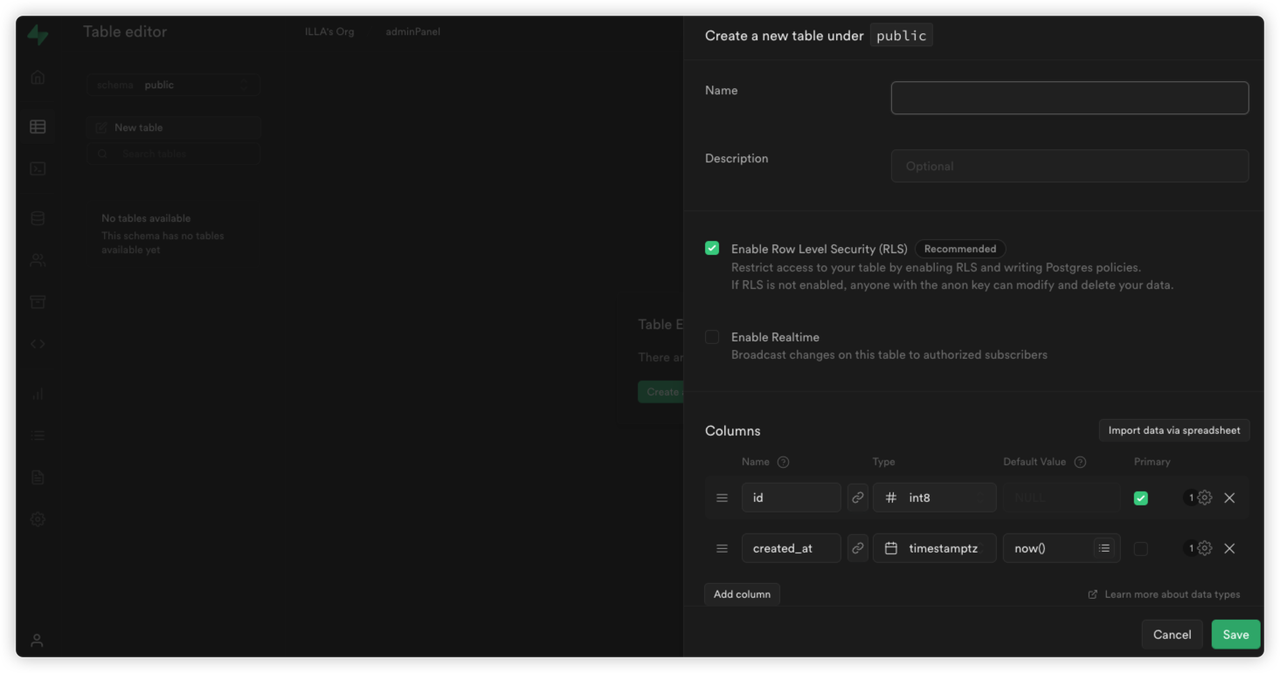 Table editor
ILLA's Org
adminPanel
schema public
New table
Search tables
No tables available
This schema has no tables
available yet
Table E
There ar
Create
Create a new table under public
Name
Description
Optional
Enable Row Level Security (RLS) Recommended
Restrict access to your table by enabling RLS and writing Postgres policies.
If RLS is not enabled, anyone with the anon key can modify and delete your data.
Enable Realtime
Broadcast changes on this table to authorized subscribers
Columns
Import data via spreadsheet
Name Type Default Value Primary
id # int8 NULL 1
created_at timestamptz now() 1
Add column
Learn more about data types
Cancel Save